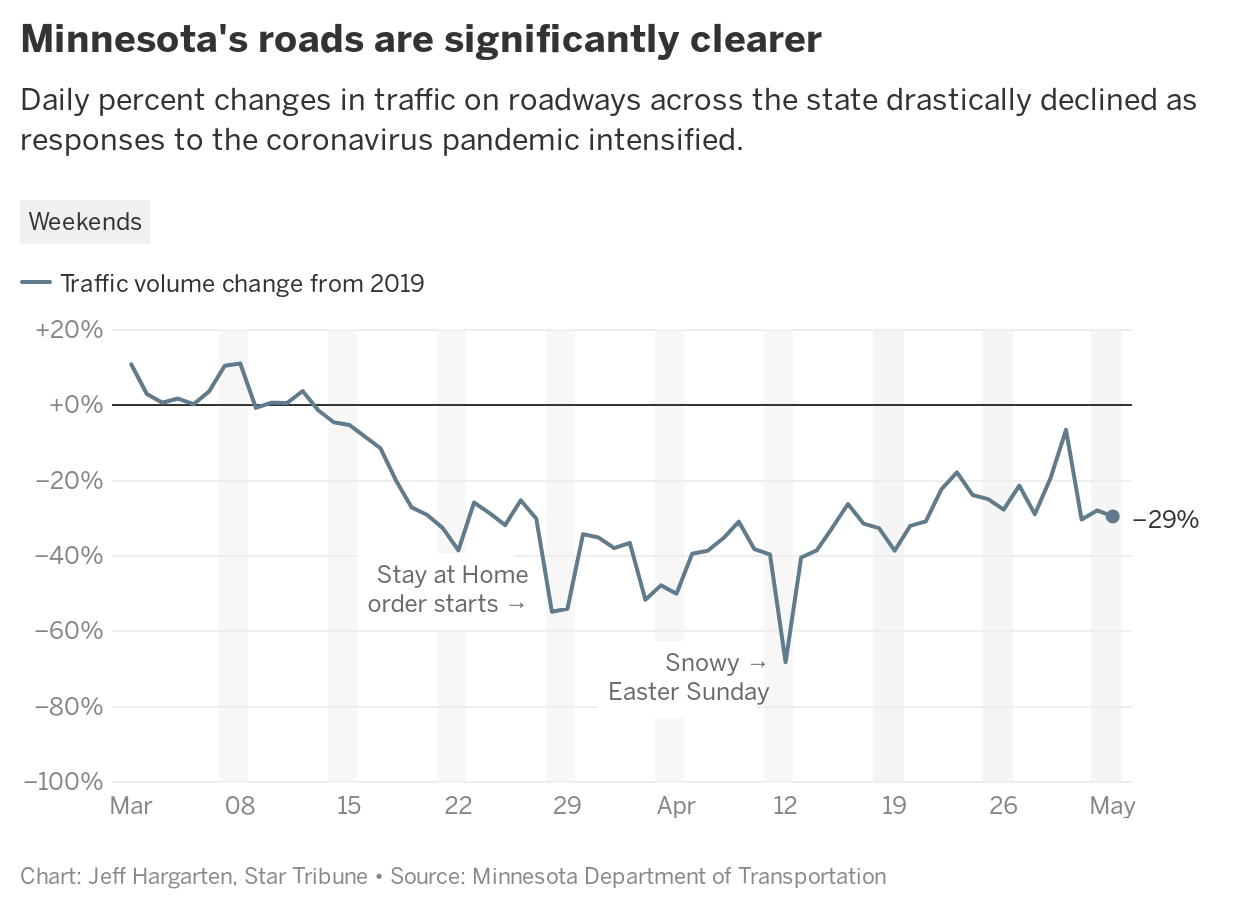 Minnesota's roads are significantly clearer
Daily percent changes in traffic on roadways across the state drastically declined as
responses to the coronavirus pandemic intensified.
Weekends
Traffic volume change from 2019
+20%
+0%
−20%
−40%
−60%
−80%
−100%
Stay at Home
order starts →
Snowy →
Easter Sunday
−29%
Mar 08 15 22 29 Apr 12 19 26 May
Chart: Jeff Hargarten, Star Tribune • Source: Minnesota Department of Transportation